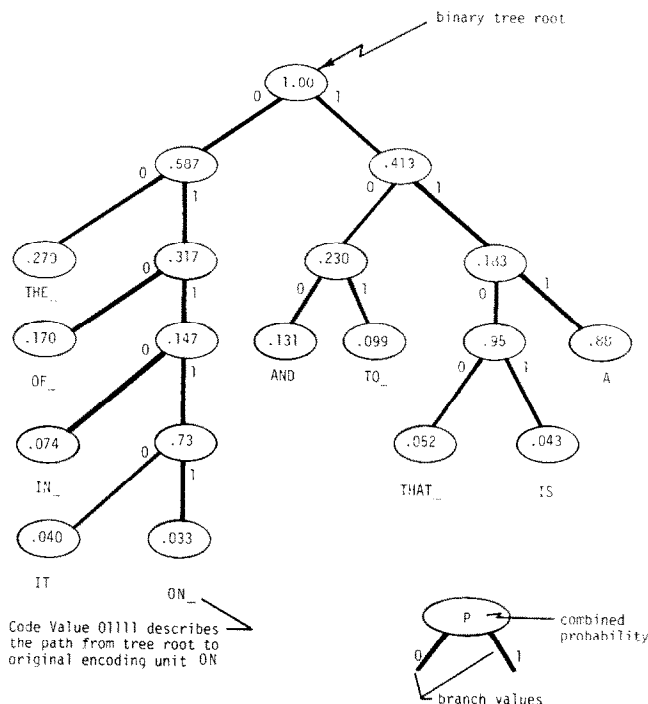 binary tree root
1.00
0 1
.587 .413
0 1 0 1
.270 .317 .230 .183
THE_ 0 1 0 1 0 1
.170 .147 .131 .099 .95 .88
OF_ 0 1 AND TO_ 0 1 A
.074 .73 .052 .043
IN_ 0 1 THAT_ IS
.040 .033
IT ON_
Code Value 01111 describes
the path from tree root to
original encoding unit ON
P
combined
probability
0 1
branch values